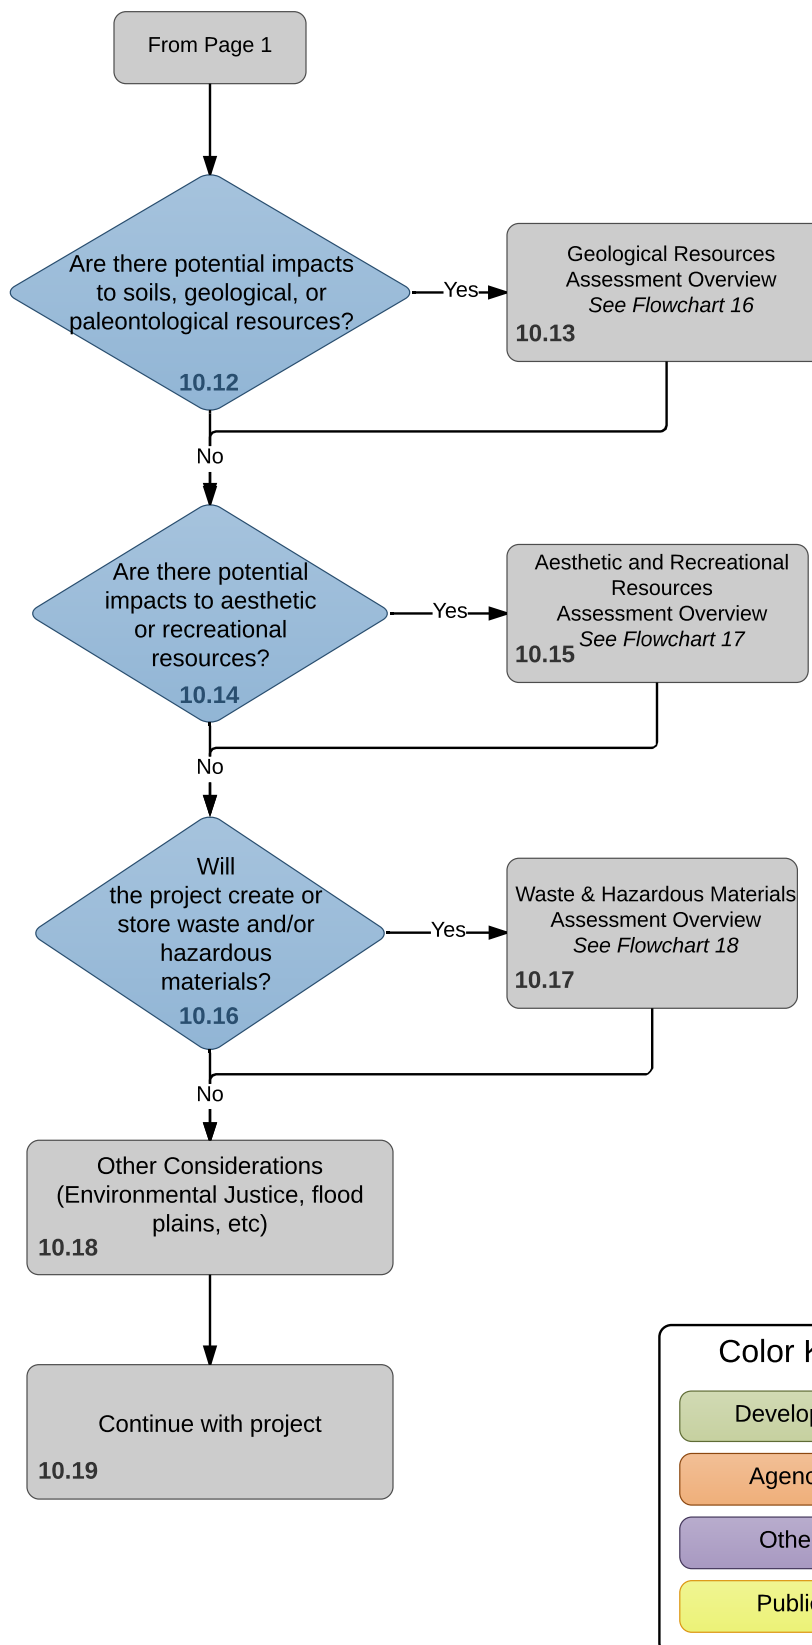 From Page 1
Are there potential impacts
to soils, geological, or
paleontological resources?
10.12
Yes
Geological Resources
Assessment Overview
See Flowchart 16
10.13
No
Are there potential
impacts to aesthetic
or recreational
resources?
10.14
Yes
Aesthetic and Recreational
Resources
Assessment Overview
See Flowchart 17
10.15
No
Will
the project create or
store waste and/or
hazardous
materials?
10.16
Yes
Waste & Hazardous Materials
Assessment Overview
See Flowchart 18
10.17
No
Other Considerations
(Environmental Justice, flood
plains, etc)
10.18
Continue with project
10.19
Color